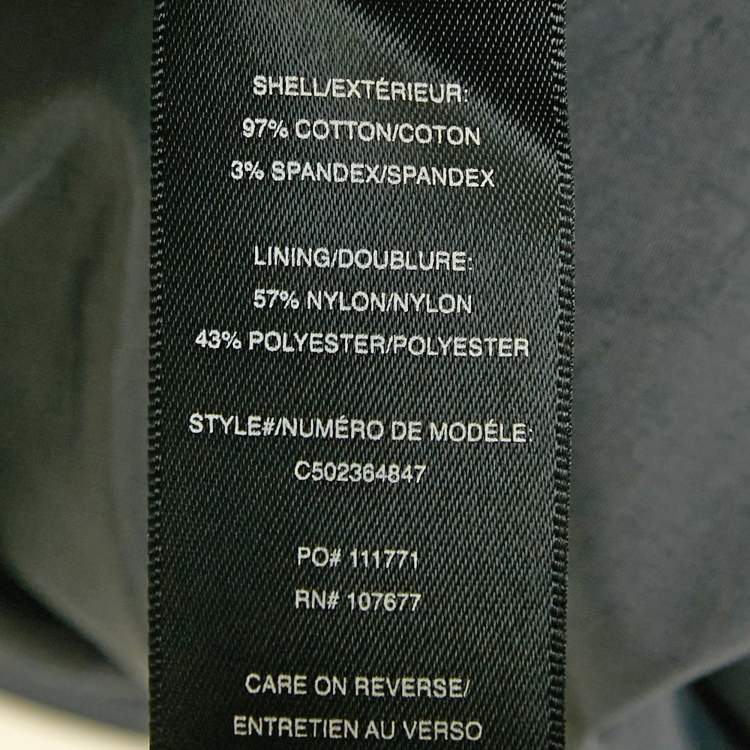 SHELL/EXTÉRIEUR:
97% COTTON/COTON
3% SPANDEX/SPANDEX
LINING/DOUBLURE:
57% NYLON/NYLON
43% POLYESTER/POLYESTER
STYLE#/NUMÉRO DE MODÉLE:
C502364847
PO# 111771
RN# 107677
CARE ON REVERSE/
ENTRETIEN AU VERSO